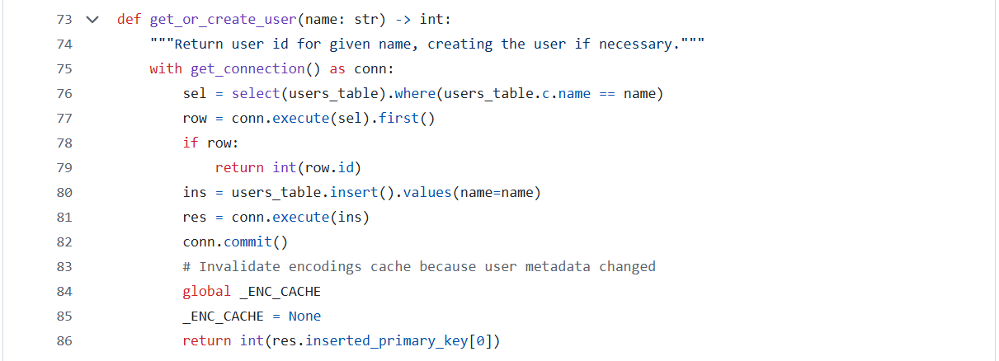 73 def get_or_create_user(name: str) -> int:
74     """Return user id for given name, creating the user if necessary."""
75     with get_connection() as conn:
76         sel = select(users_table).where(users_table.c.name == name)
77         row = conn.execute(sel).first()
78         if row:
79             return int(row.id)
80         ins = users_table.insert().values(name=name)
81         res = conn.execute(ins)
82         conn.commit()
83         # Invalidate encodings cache because user metadata changed
84         global _ENC_CACHE
85         _ENC_CACHE = None
86         return int(res.inserted_primary_key[0])